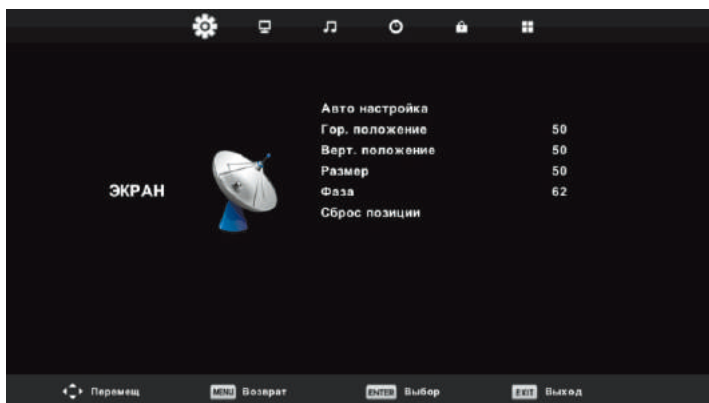 Авто настройка
Гор. положение 50
Верт. положение 50
Размер 50
ЭКРАН
Фаза 62
Сброс позиции
Перемещ MENU Возврат ENTER Выбор EXIT Выход